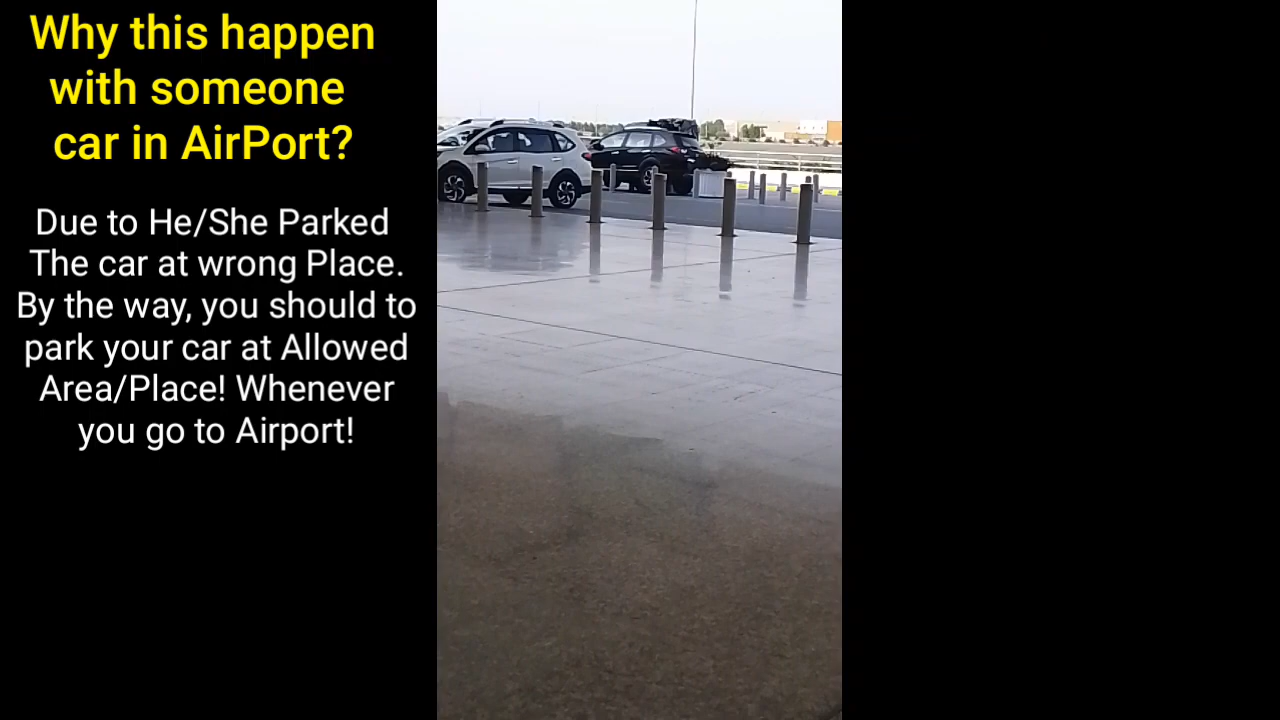 Why this happen
with someone
car in AirPort?
Due to He/She Parked
The car at wrong Place.
By the way, you should to
park your car at Allowed
Area/Place! Whenever
you go to Airport!